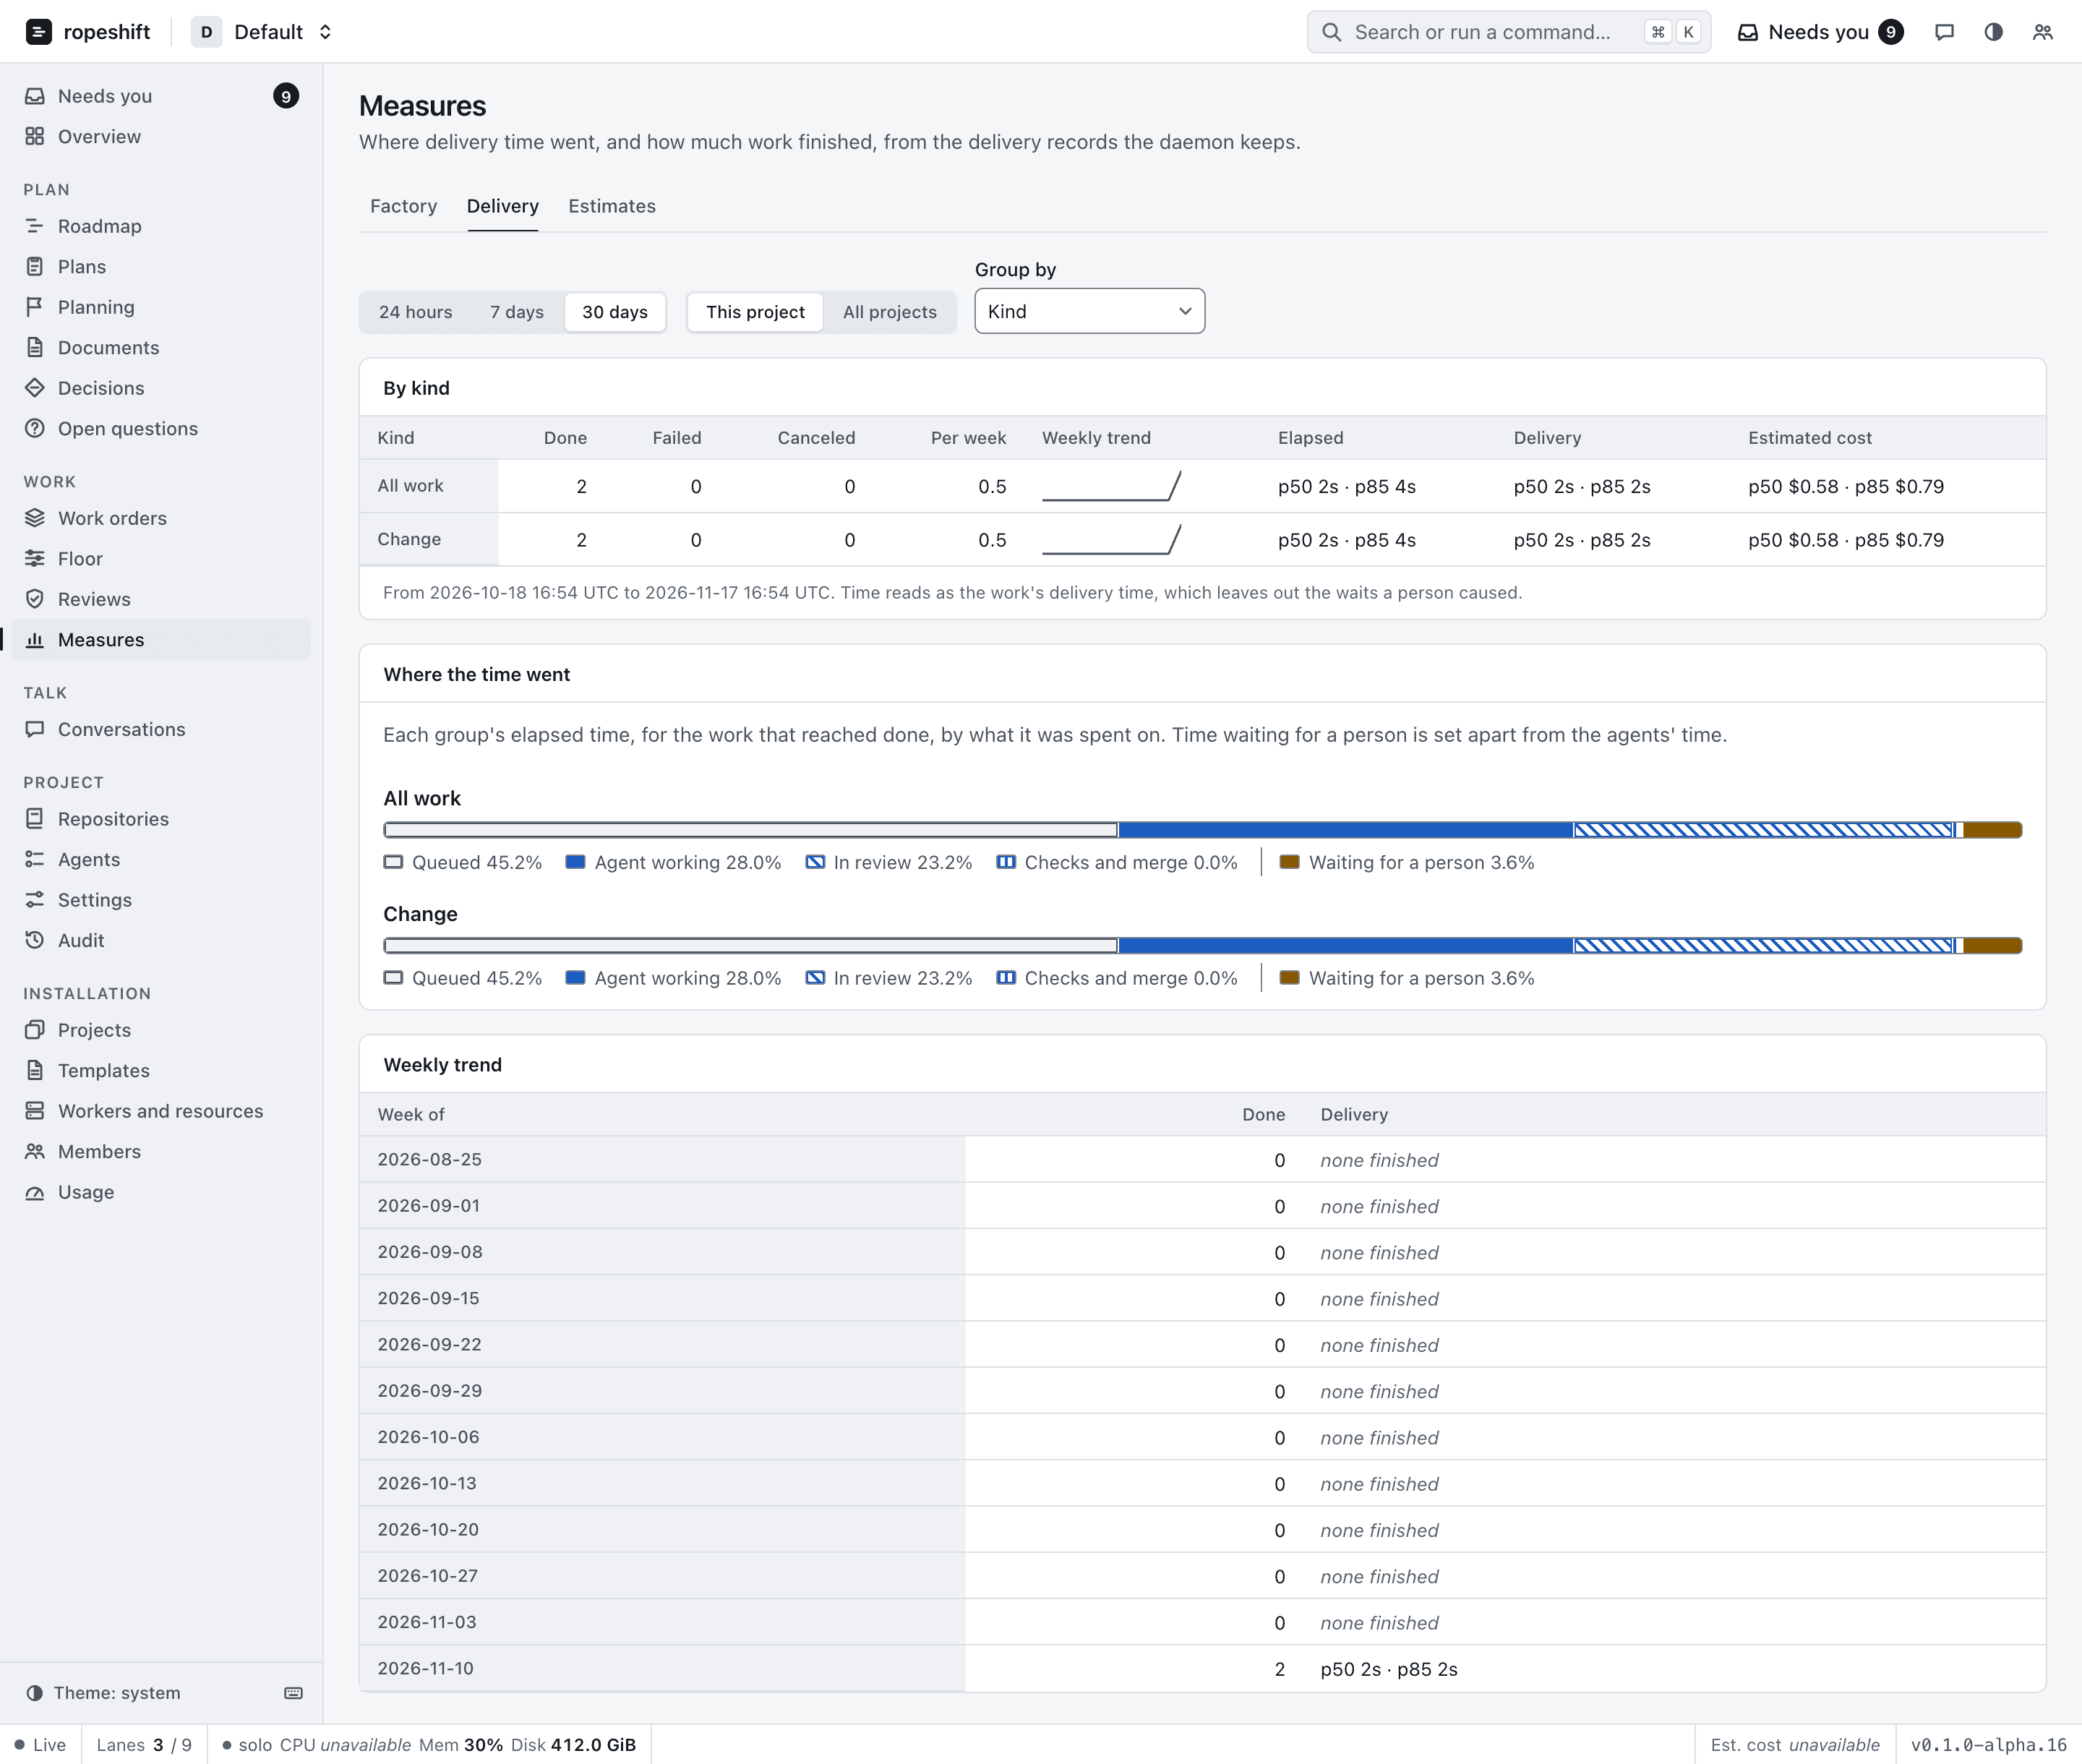 ropeshift D Default Search or run a command... ⌘ K Needs you 9
Needs you 9
Overview
PLAN
Roadmap
Plans
Planning
Documents
Decisions
Open questions
WORK
Work orders
Floor
Reviews
Measures
TALK
Conversations
PROJECT
Repositories
Agents
Settings
Audit
INSTALLATION
Projects
Templates
Workers and resources
Members
Usage
Theme: system
Measures
Where delivery time went, and how much work finished, from the delivery records the daemon keeps.
Factory Delivery Estimates
Group by
24 hours 7 days 30 days This project All projects Kind
By kind
Kind Done Failed Canceled Per week Weekly trend Elapsed Delivery Estimated cost
All work 2 0 0 0.5 p50 2s · p85 4s p50 2s · p85 2s p50 $0.58 · p85 $0.79
Change 2 0 0 0.5 p50 2s · p85 4s p50 2s · p85 2s p50 $0.58 · p85 $0.79
From 2026-10-18 16:54 UTC to 2026-11-17 16:54 UTC. Time reads as the work's delivery time, which leaves out the waits a person caused.
Where the time went
Each group's elapsed time, for the work that reached done, by what it was spent on. Time waiting for a person is set apart from the agents' time.
All work
Queued 45.2% Agent working 28.0% In review 23.2% Checks and merge 0.0% Waiting for a person 3.6%
Change
Queued 45.2% Agent working 28.0% In review 23.2% Checks and merge 0.0% Waiting for a person 3.6%
Weekly trend
Week of Done Delivery
2026-08-25 0 none finished
2026-09-01 0 none finished
2026-09-08 0 none finished
2026-09-15 0 none finished
2026-09-22 0 none finished
2026-09-29 0 none finished
2026-10-06 0 none finished
2026-10-13 0 none finished
2026-10-20 0 none finished
2026-10-27 0 none finished
2026-11-03 0 none finished
2026-11-10 2 p50 2s · p85 2s
Live Lanes 3 / 9 solo CPU unavailable Mem 30% Disk 412.0 GiB Est. cost unavailable v0.1.0-alpha.16